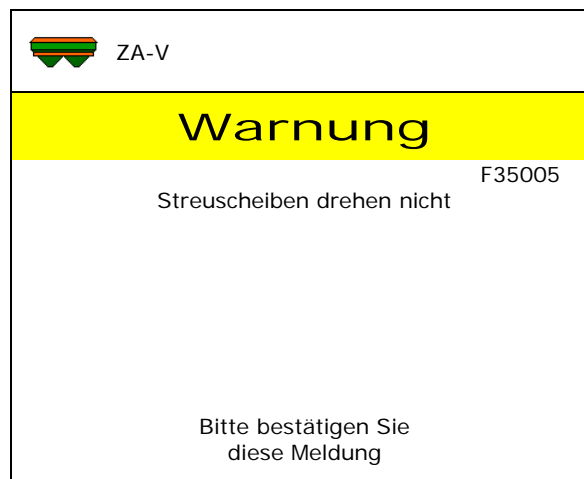 ZA-V
Warnung
F35005
Streuscheiben drehen nicht
Bitte bestätigen Sie
diese Meldung